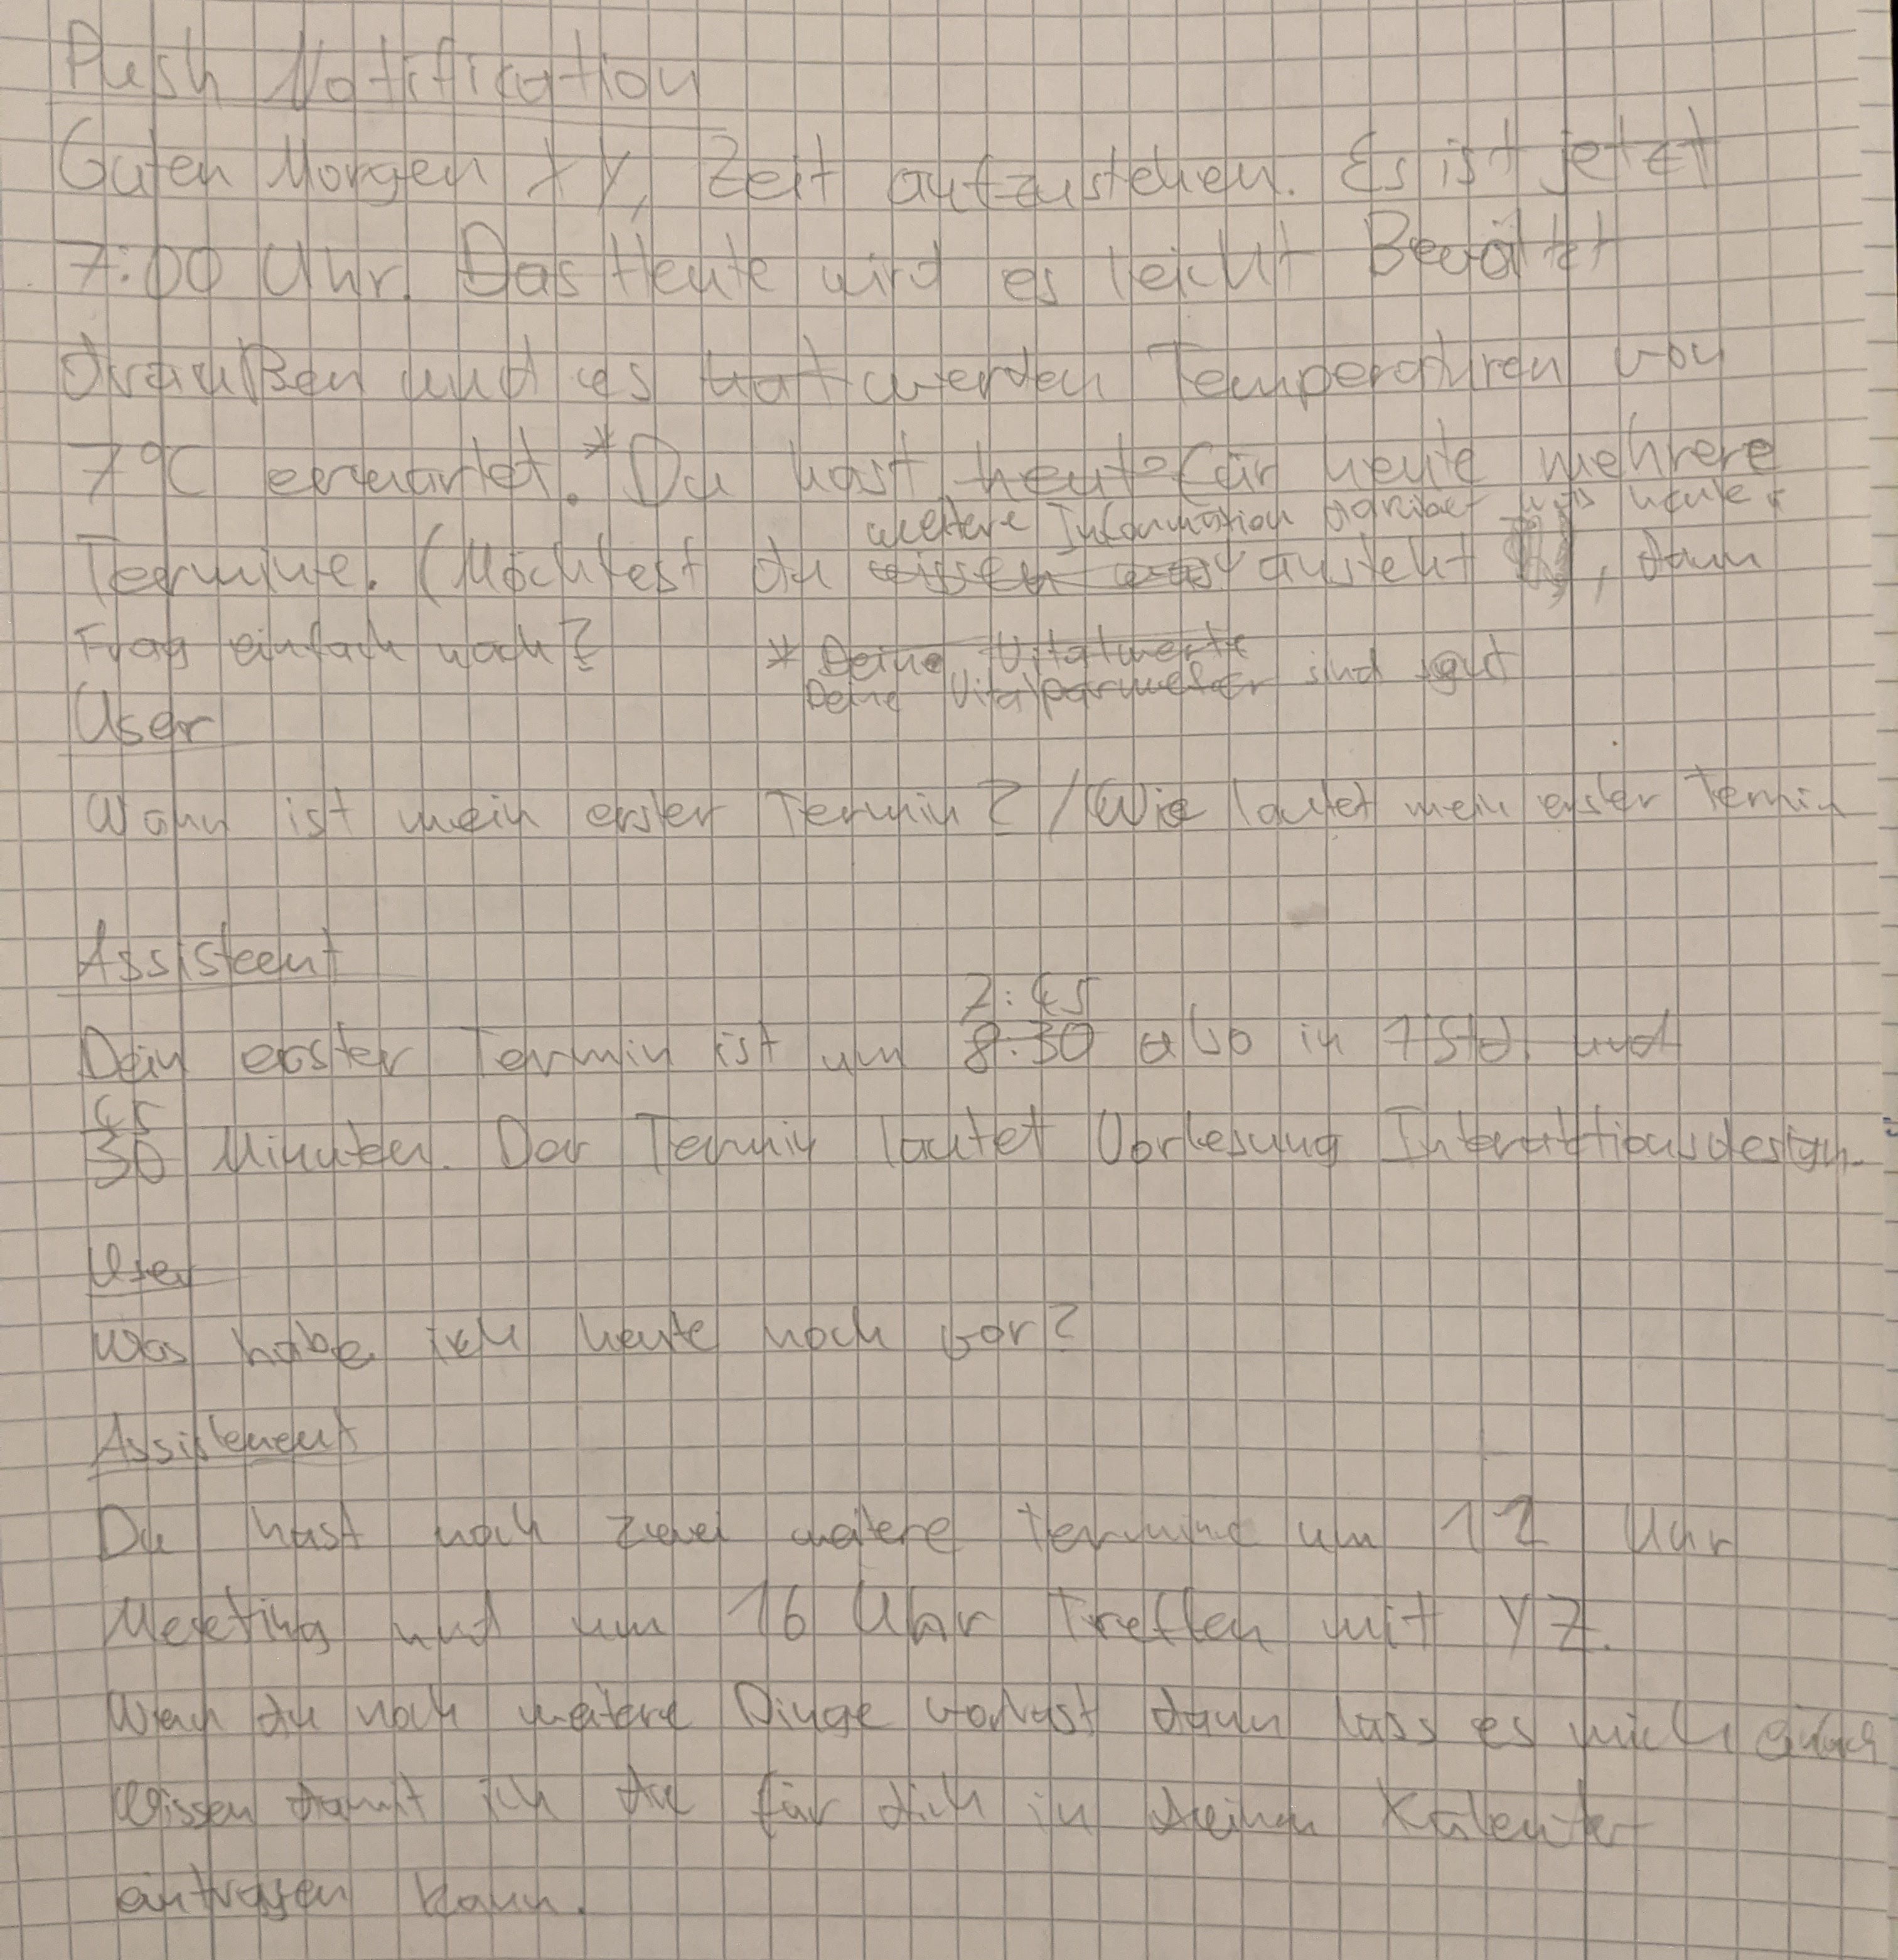 Push Notification
Guten Morgen XY, Zeit aufzustehen. Es ist jetzt
7:00 Uhr. Das Heute wird es leicht Bewölkt
draußen und es hat werden Temperaturen von
7°C erwartet.* Du hast heute für heute mehrere
weitere Information darüber was heute
Termine. (Möchtest du wissen was ansteht, dann
Frag einfach nach?
* Deine Vitalwerte
Deine Vitalparameter sind gut
User
Wann ist mein erster Termin? / Wie lautet mein erster Termin
Assisteent
7:45
Dein erster Termin ist um 8:30 also in 1 Std. und
45
30 Minuten. Der Termin lautet Vorlesung Interaktionsdesign.
User
Was habe ich heute noch vor?
Assistenent
Du hast noch zwei weitere Termine um 12 Uhr
Meeting und um 16 Uhr Treffen mit YZ.
Wenn du noch weitere Dinge vorhast dann lass es mich einfach
Wissen damit ich die für dich in deinen Kalender
eintragen kann.